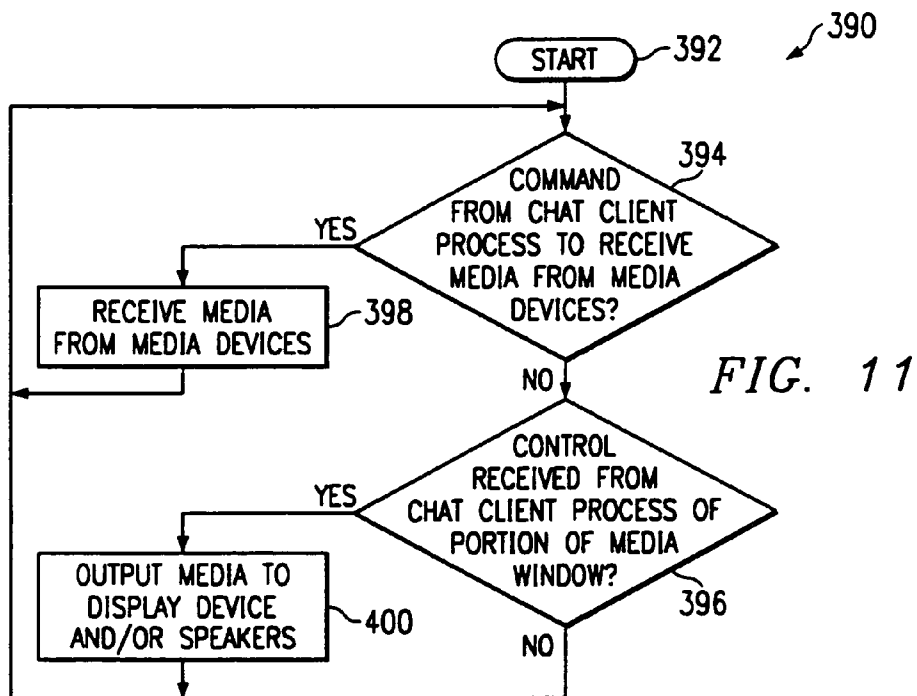 390
START
392
394
COMMAND
FROM CHAT CLIENT
PROCESS TO RECEIVE
MEDIA FROM MEDIA
DEVICES?
YES
RECEIVE MEDIA
FROM MEDIA DEVICES
398
NO
FIG. 11
CONTROL
RECEIVED FROM
CHAT CLIENT PROCESS OF
PORTION OF MEDIA
WINDOW?
YES
396
OUTPUT MEDIA TO
DISPLAY DEVICE
AND/OR SPEAKERS
400
NO